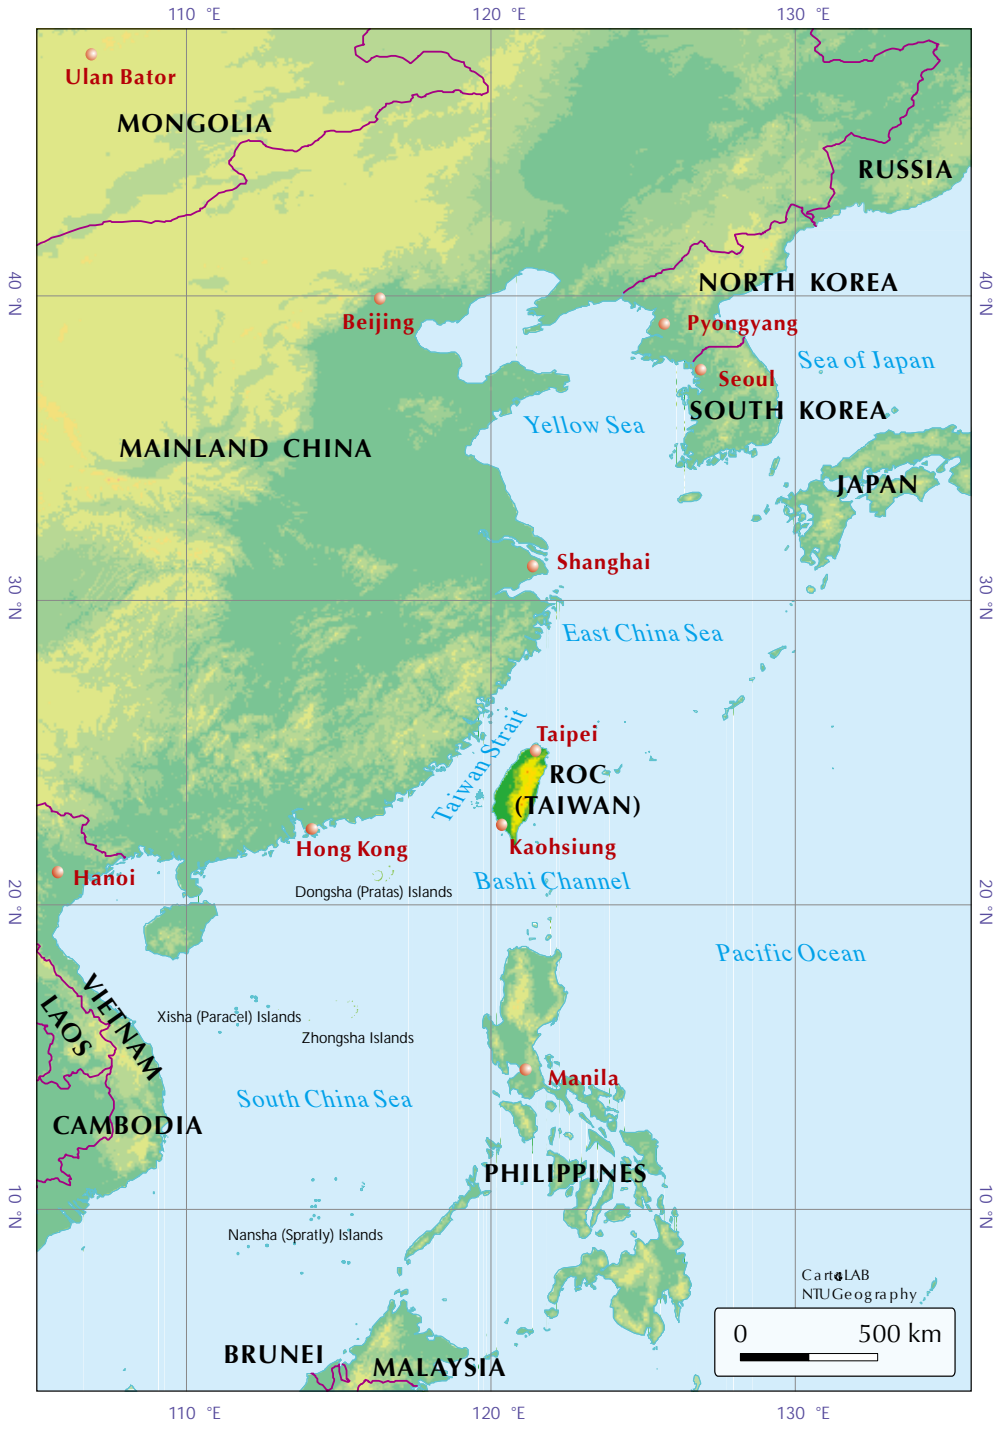 110 °E
120 °E
130 °E
Ulan Bator
MONGOLIA
RUSSIA
40 °N
40 °N
NORTH KOREA
Beijing
Pyongyang
Sea of Japan
Seoul
SOUTH KOREA
Yellow Sea
MAINLAND CHINA
JAPAN
Shanghai
30 °N
30 °N
East China Sea
Taiwan Strait
Taipei
ROC
(TAIWAN)
Kaohsiung
Hong Kong
Hanoi
Bashi Channel
Dongsha (Pratas) Islands
20 °N
20 °N
Pacific Ocean
VIETNAM
LAOS
Xisha (Paracel) Islands
Zhongsha Islands
Manila
South China Sea
CAMBODIA
PHILIPPINES
10 °N
10 °N
Nansha (Spratly) Islands
CartoLAB
NTUGeography
0 500 km
BRUNEI
MALAYSIA
110 °E
120 °E
130 °E